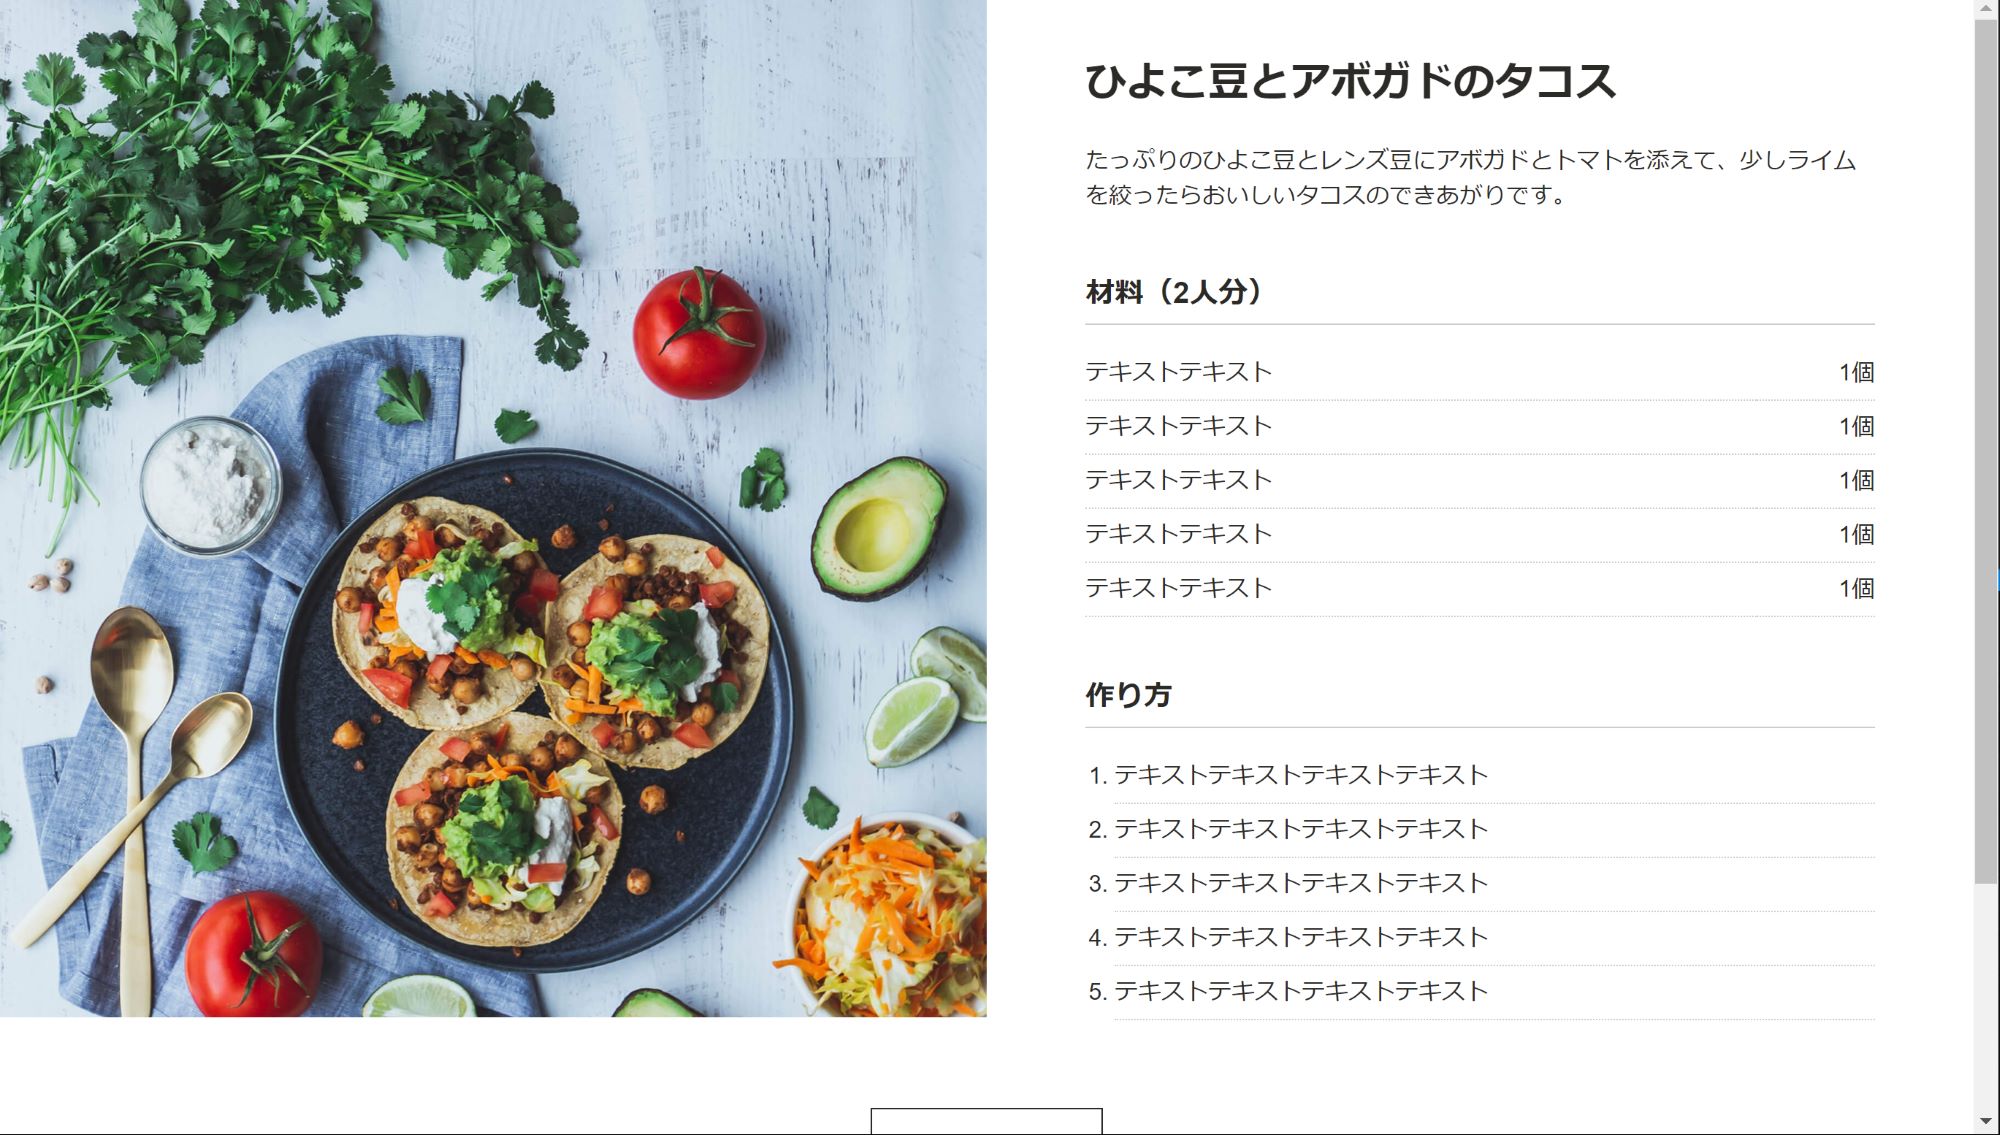 ひよこ豆とアボガドのタコス
たっぷりのひよこ豆とレンズ豆にアボガドとトマトを添えて、少しライム
を絞ったらおいしいタコスのできあがりです。
材料（2人分）
テキストテキスト 1個
テキストテキスト 1個
テキストテキスト 1個
テキストテキスト 1個
テキストテキスト 1個
作り方
1. テキストテキストテキストテキスト
2. テキストテキストテキストテキスト
3. テキストテキストテキストテキスト
4. テキストテキストテキストテキスト
5. テキストテキストテキストテキスト